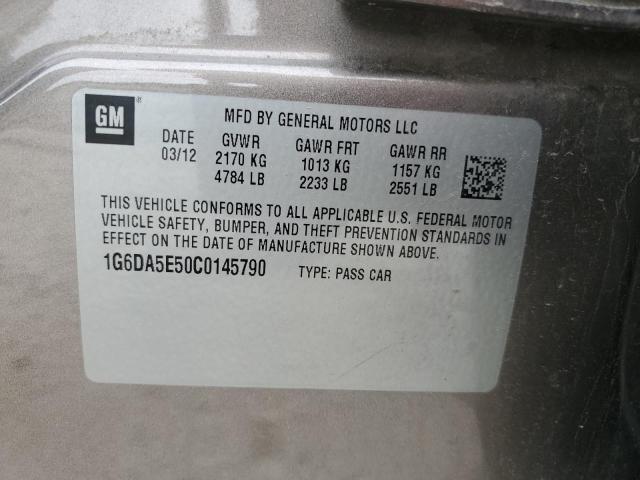 GM®
MFD BY GENERAL MOTORS LLC
DATE GVWR GAWR FRT GAWR RR
03/12 2170 KG 1013 KG 1157 KG
4784 LB 2233 LB 2551 LB
THIS VEHICLE CONFORMS TO ALL APPLICABLE U.S. FEDERAL MOTOR
VEHICLE SAFETY, BUMPER, AND THEFT PREVENTION STANDARDS IN
EFFECT ON THE DATE OF MANUFACTURE SHOWN ABOVE.
1G6DA5E50C0145790 TYPE: PASS CAR